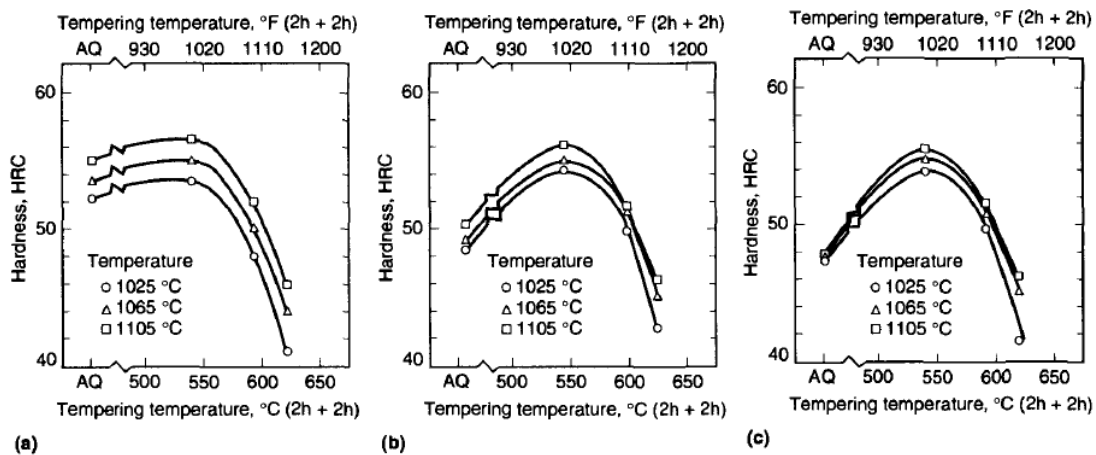 Tempering temperature, °F (2h + 2h)
AQ 930 1020 1110 1200
60
50
40
Hardness, HRC
Temperature
1025 °C
1065 °C
1105 °C
AQ 500 550 600 650
Tempering temperature, °C (2h + 2h)
(a)
Tempering temperature, °F (2h + 2h)
AQ 930 1020 1110 1200
60
50
40
Hardness, HRC
Temperature
1025 °C
1065 °C
1105 °C
AQ 500 550 600 650
Tempering temperature, °C (2h + 2h)
(b)
Tempering temperature, °F (2h + 2h)
AQ 930 1020 1110 1200
60
50
40
Hardness, HRC
Temperature
1025 °C
1065 °C
1105 °C
AQ 500 550 600 650
Tempering temperature, °C (2h + 2h)
(c)